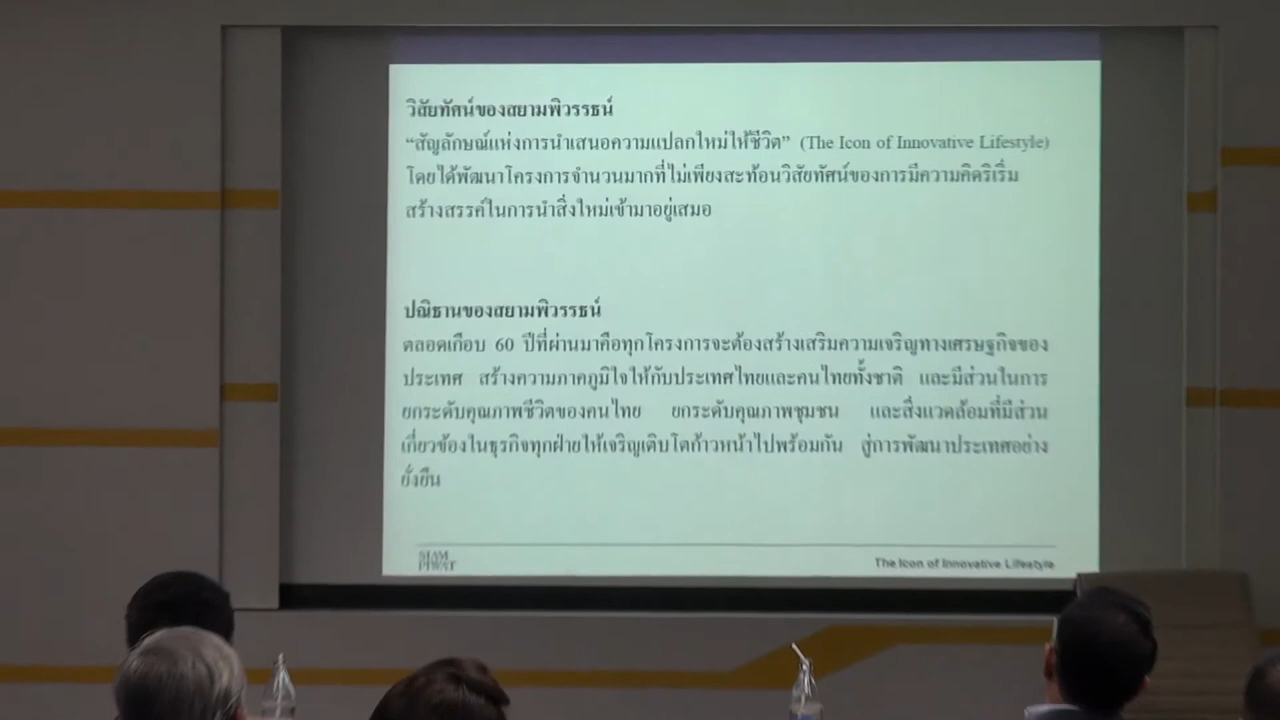 วิสัยทัศน์ของสยามพิวรรธน์
“สัญลักษณ์แห่งการนำเสนอความแปลกใหม่ให้ชีวิต” (The Icon of Innovative Lifestyle)
โดยได้พัฒนาโครงการจำนวนมากที่ไม่เพียงสะท้อนวิสัยทัศน์ของการมีความคิดริเริ่ม
สร้างสรรค์ในการนำสิ่งใหม่เข้ามาอยู่เสมอ
ปณิธานของสยามพิวรรธน์
ตลอดเกือบ 60 ปีที่ผ่านมาคือทุกโครงการจะต้องสร้างเสริมความเจริญทางเศรษฐกิจของ
ประเทศ สร้างความภาคภูมิใจให้กับประเทศไทยและคนไทยทั้งชาติ และมีส่วนในการ
ยกระดับคุณภาพชีวิตของคนไทย ยกระดับคุณภาพชุมชน และสิ่งแวดล้อมที่มีส่วน
เกี่ยวข้องในธุรกิจทุกฝ่ายให้เจริญเติบโตก้าวหน้าไปพร้อมกัน สู่การพัฒนาประเทศอย่าง
ยั่งยืน
SIAM
PIWAT
The Icon of Innovative Lifestyle